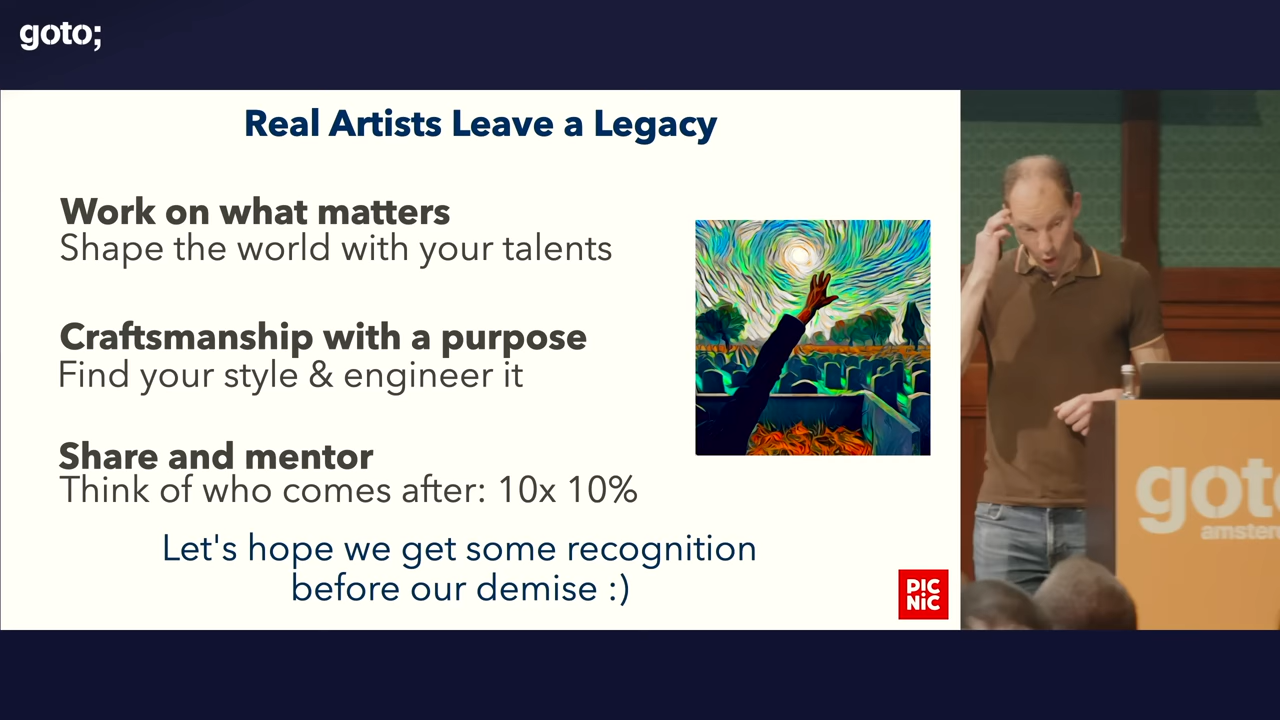 goto;
Real Artists Leave a Legacy
Work on what matters
Shape the world with your talents
Craftsmanship with a purpose
Find your style & engineer it
Share and mentor
Think of who comes after: 10x 10%
Let's hope we get some recognition
before our demise :)
PIC
NIC
goto
amster